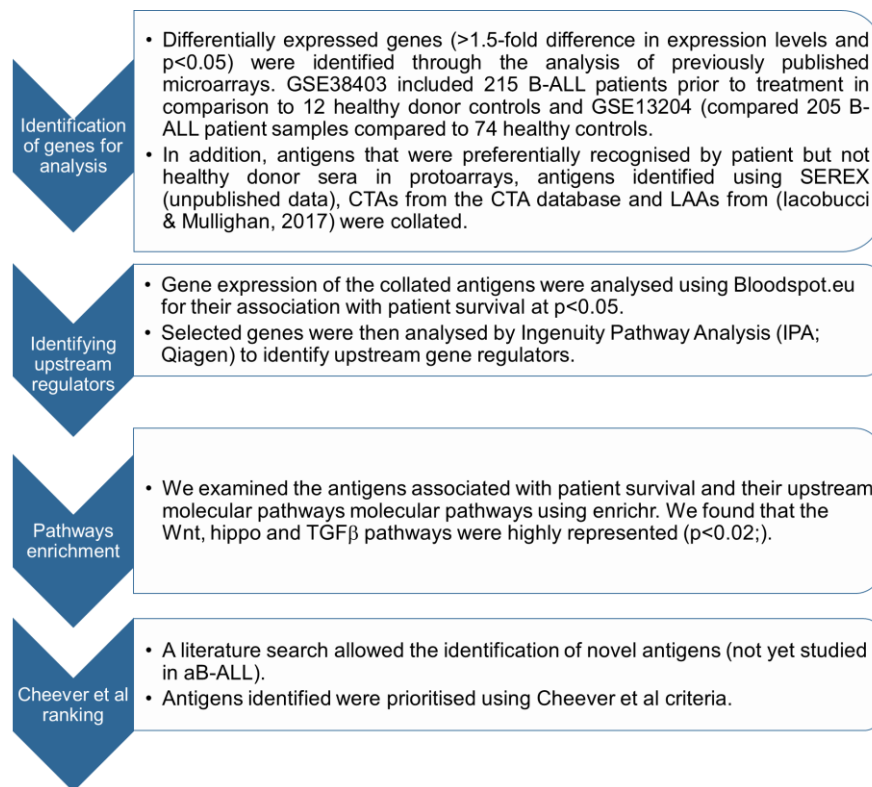 Identification
of genes for
analysis
• Differentially expressed genes (>1.5-fold difference in expression levels and
p<0.05) were identified through the analysis of previously published
microarrays. GSE38403 included 215 B-ALL patients prior to treatment in
comparison to 12 healthy donor controls and GSE13204 (compared 205 B-
ALL patient samples compared to 74 healthy controls.
• In addition, antigens that were preferentially recognised by patient but not
healthy donor sera in protoarrays, antigens identified using SEREX
(unpublished data), CTAs from the CTA database and LAAs from (Iacobucci
& Mullighan, 2017) were collated.
Identifying
upstream
regulators
• Gene expression of the collated antigens were analysed using Bloodspot.eu
for their association with patient survival at p<0.05.
• Selected genes were then analysed by Ingenuity Pathway Analysis (IPA;
Qiagen) to identify upstream gene regulators.
Pathways
enrichment
• We examined the antigens associated with patient survival and their upstream
molecular pathways molecular pathways using enrichr. We found that the
Wnt, hippo and TGFβ pathways were highly represented (p<0.02;).
Cheever et al
ranking
• A literature search allowed the identification of novel antigens (not yet studied
in aB-ALL).
• Antigens identified were prioritised using Cheever et al criteria.